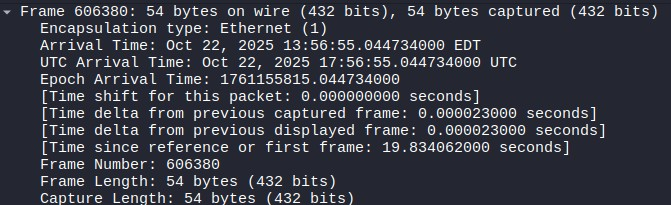 Frame 606380: 54 bytes on wire (432 bits), 54 bytes captured (432 bits)
Encapsulation type: Ethernet (1)
Arrival Time: Oct 22, 2025 13:56:55.044734000 EDT
UTC Arrival Time: Oct 22, 2025 17:56:55.044734000 UTC
Epoch Arrival Time: 1761155815.044734000
[Time shift for this packet: 0.000000000 seconds]
[Time delta from previous captured frame: 0.000023000 seconds]
[Time delta from previous displayed frame: 0.000023000 seconds]
[Time since reference or first frame: 19.834062000 seconds]
Frame Number: 606380
Frame Length: 54 bytes (432 bits)
Capture Length: 54 bytes (432 bits)